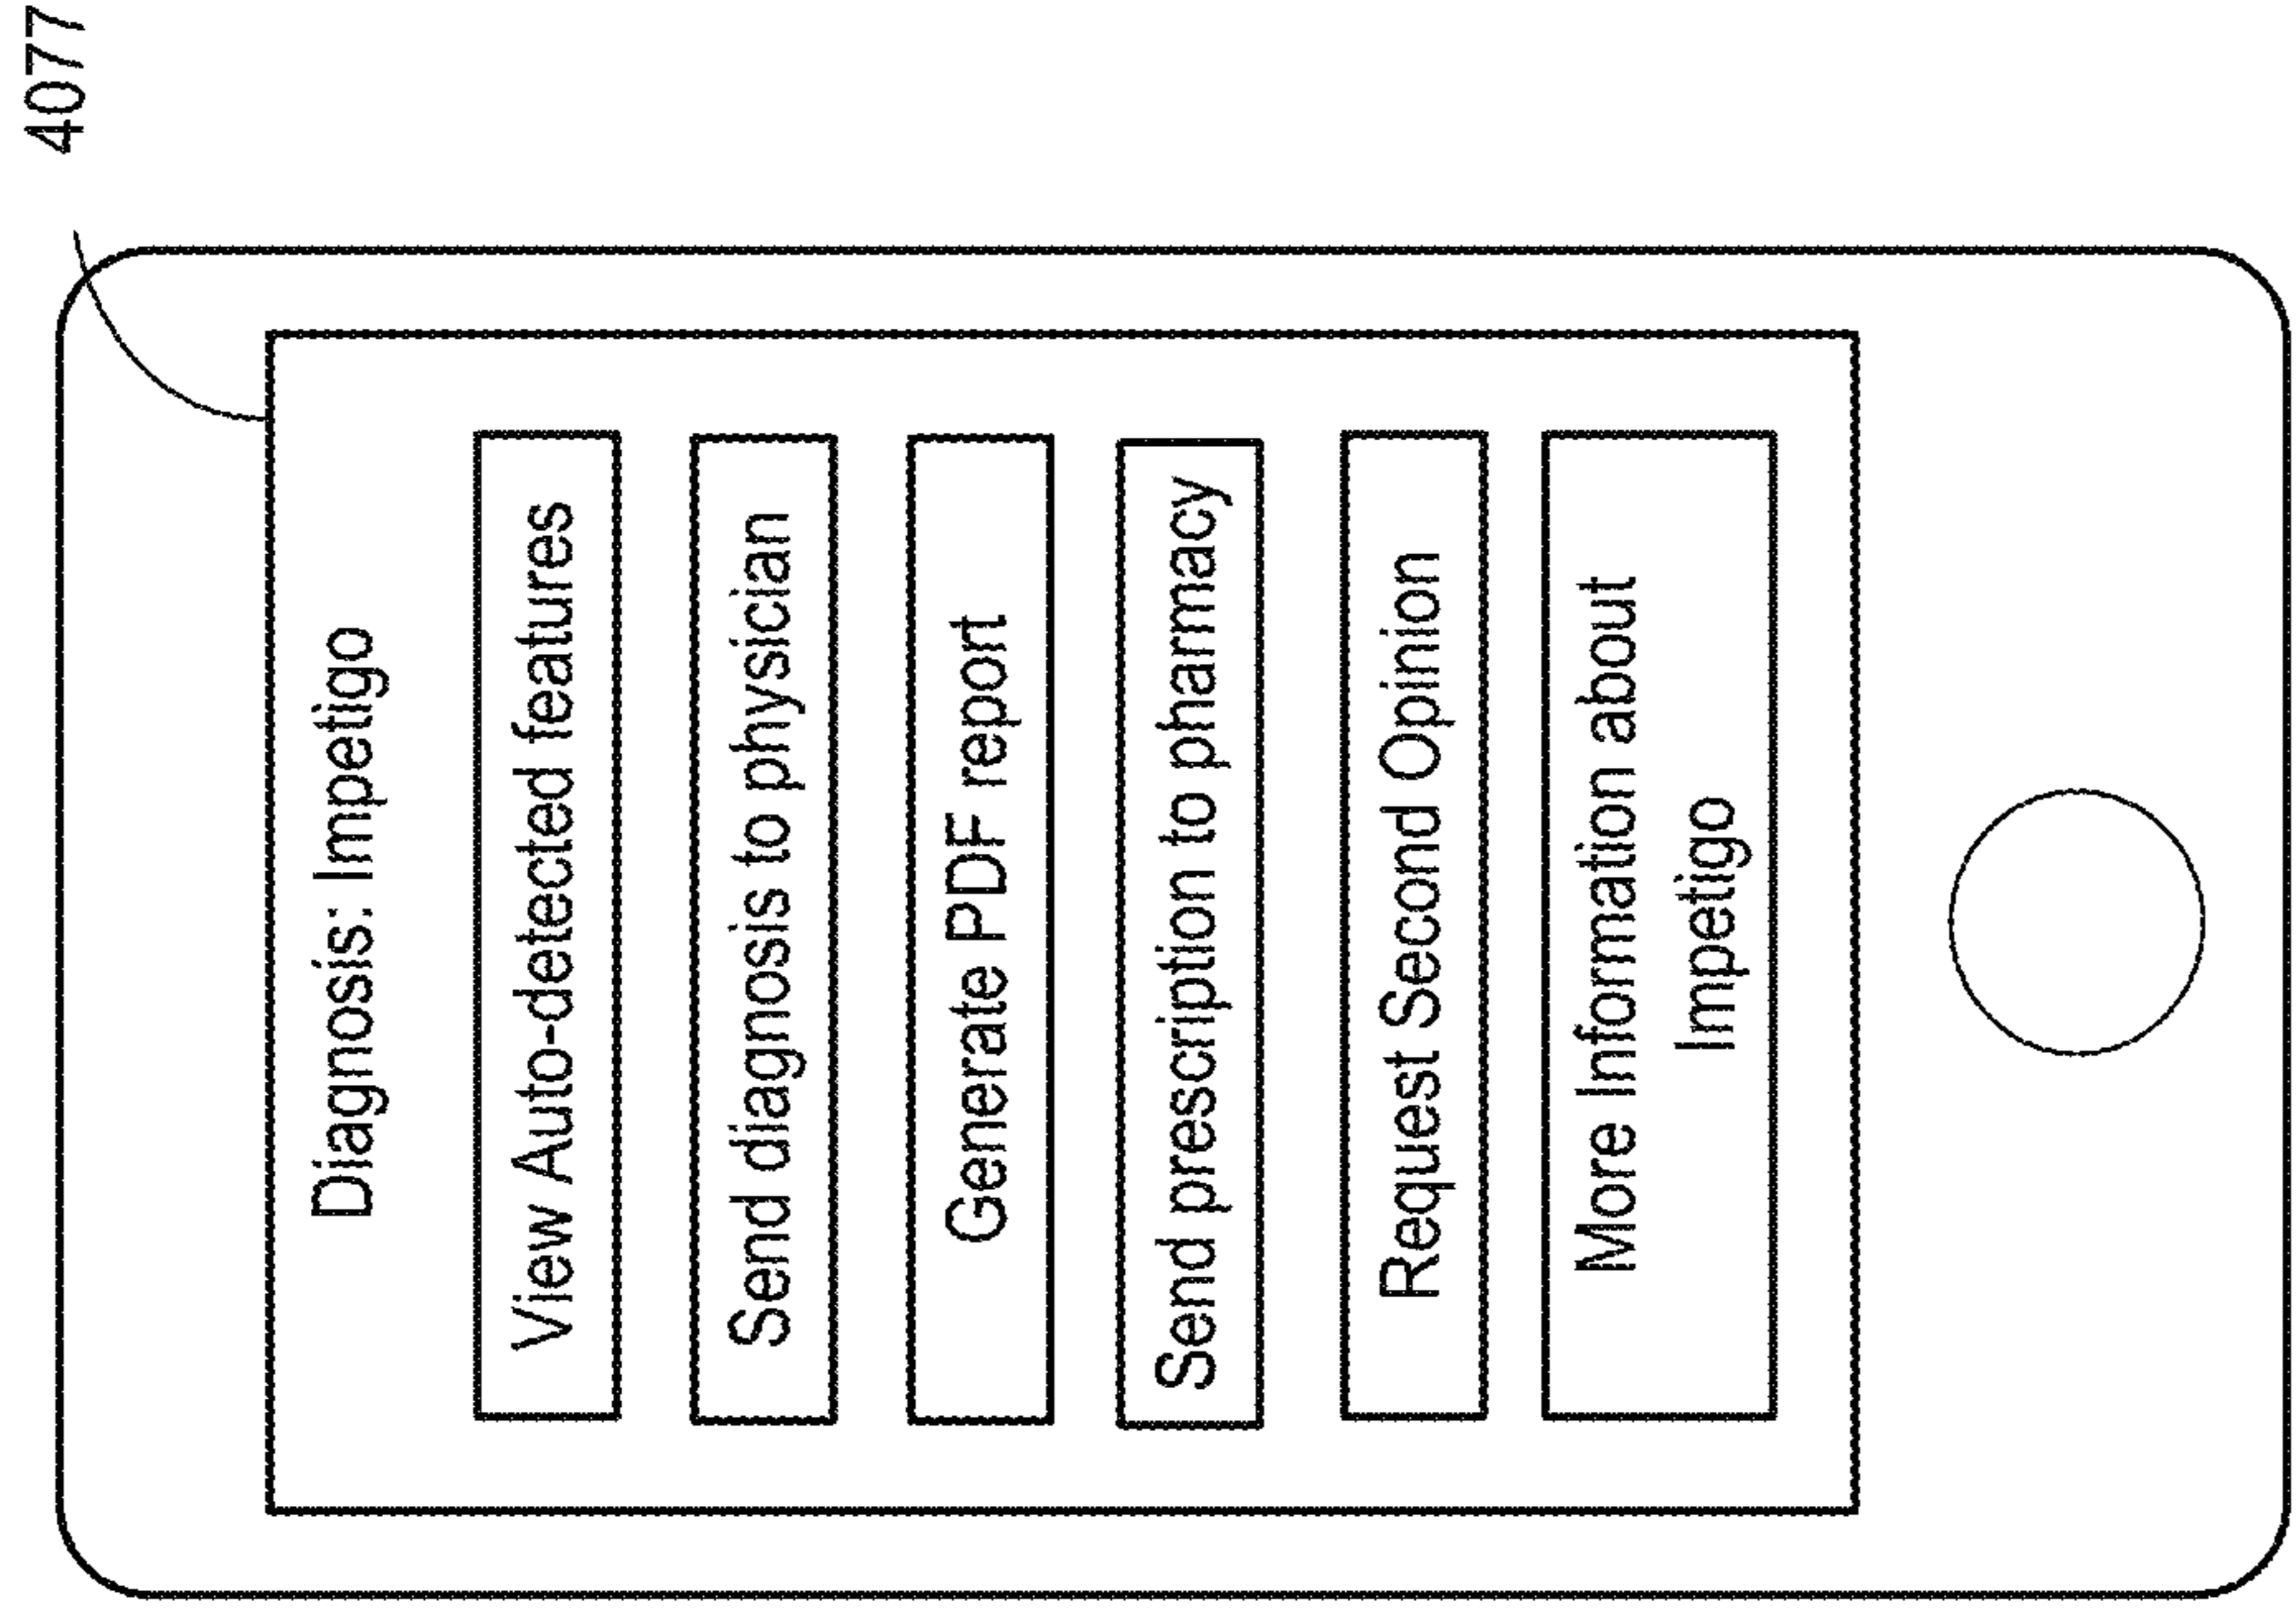 4077
Diagnosis: Impetigo
View Auto-detected features
Send diagnosis to physician
Generate PDF report
Send prescription to pharmacy
Request Second Opinion
More Information about
Impetigo